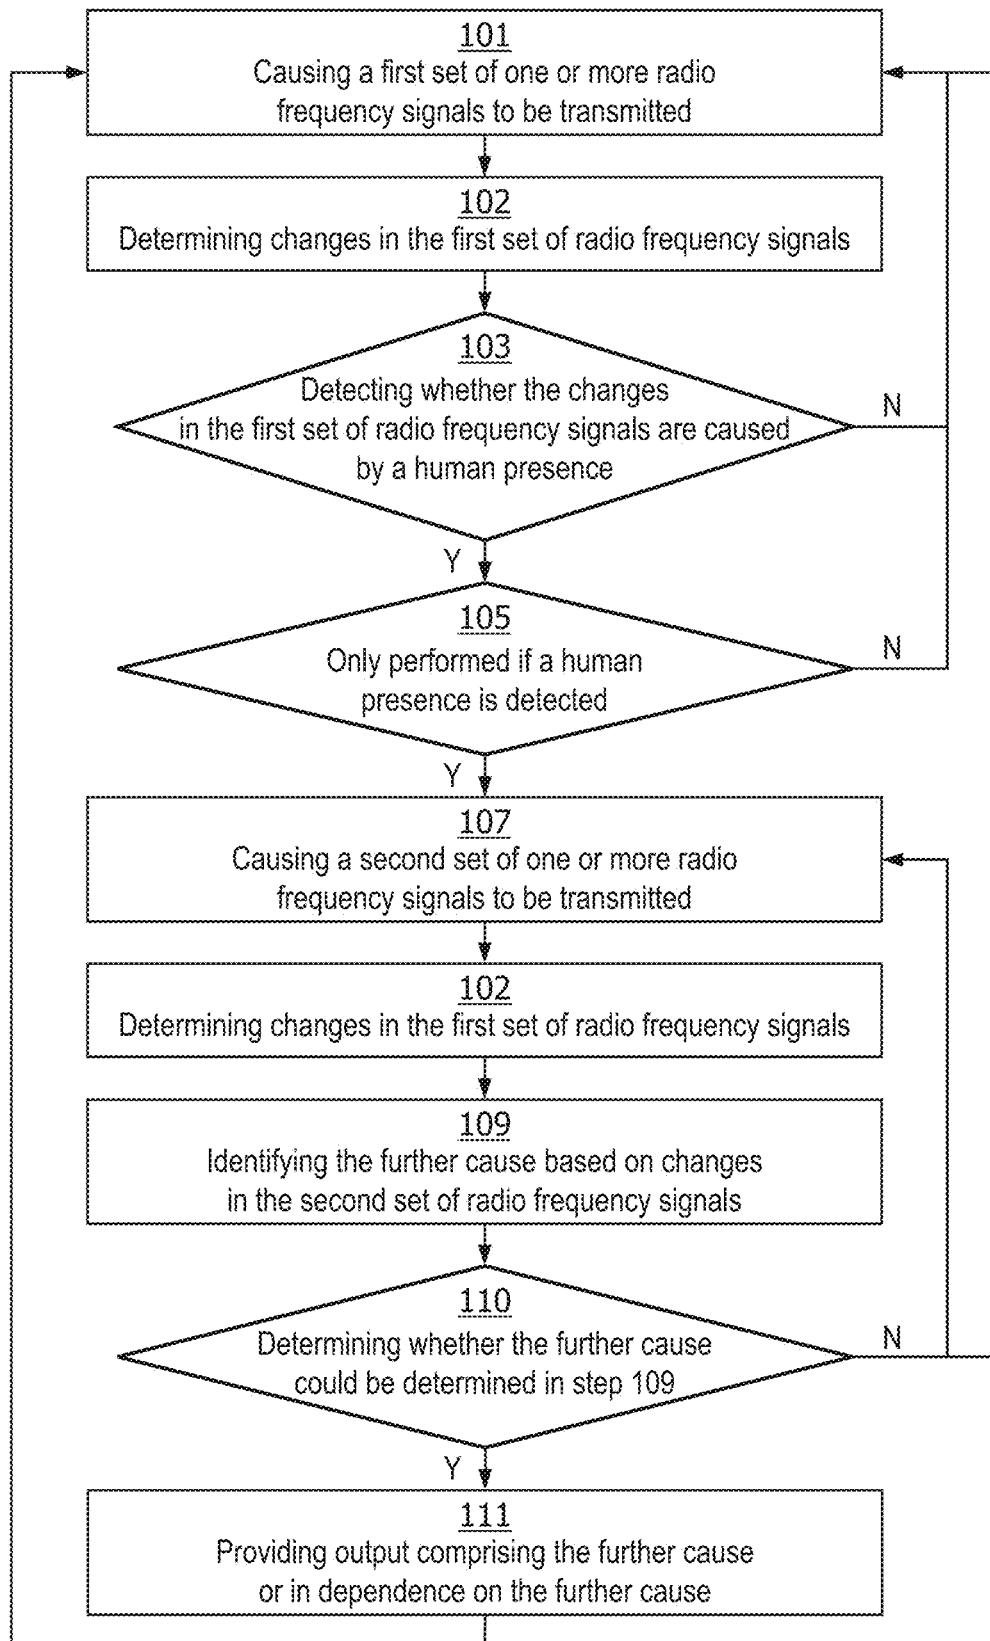 101
Causing a first set of one or more radio
frequency signals to be transmitted
102
Determining changes in the first set of radio frequency signals
103
Detecting whether the changes
in the first set of radio frequency signals are caused
by a human presence
N
Y
105
Only performed if a human
presence is detected
N
Y
107
Causing a second set of one or more radio
frequency signals to be transmitted
102
Determining changes in the first set of radio frequency signals
109
Identifying the further cause based on changes
in the second set of radio frequency signals
110
Determining whether the further cause
could be determined in step 109
N
Y
111
Providing output comprising the further cause
or in dependence on the further cause